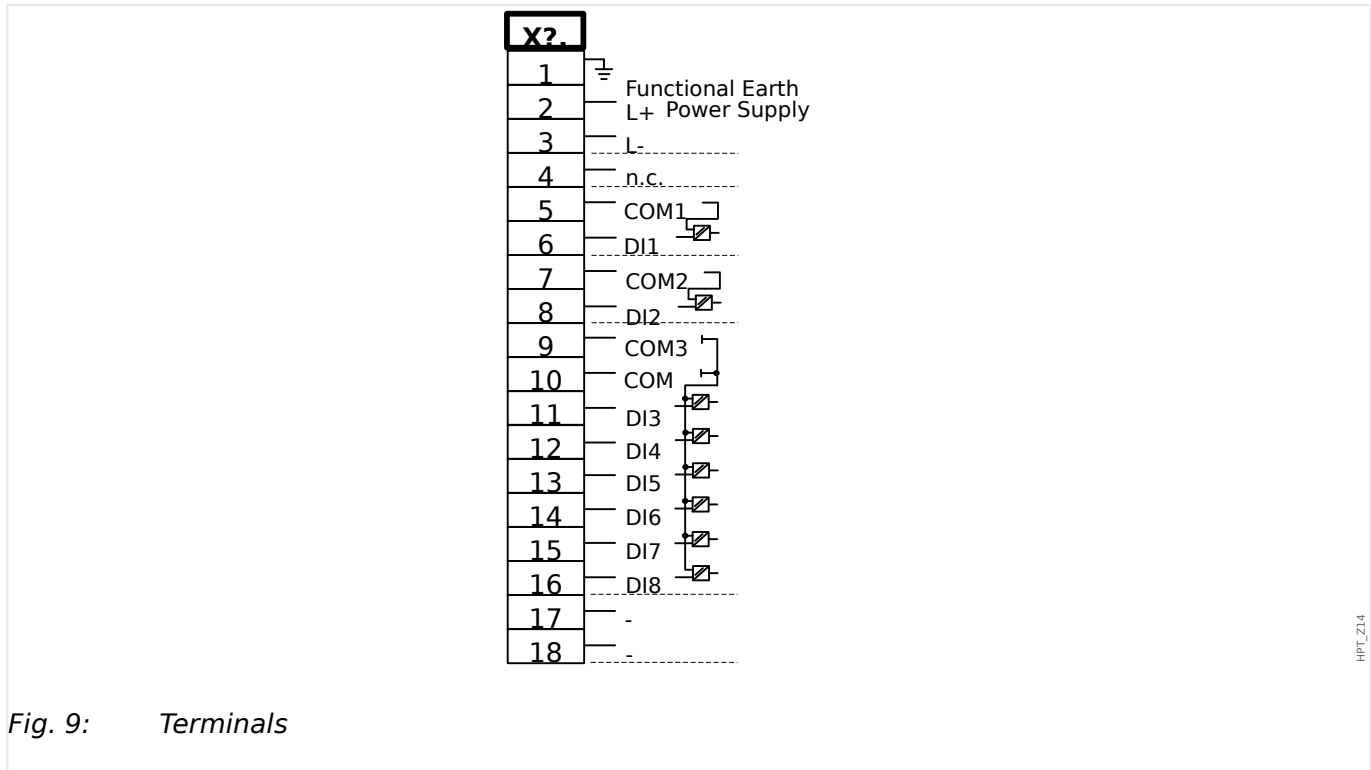 X?.
1
Functional Earth
2 L+ Power Supply
3 L-
4 n.c.
5 COM1
6 DI1
7 COM2
8 DI2
9 COM3
10 COM
11 DI3
12 DI4
13 DI5
14 DI6
15 DI7
16 DI8
17 -
18 -
HPT_Z14
Fig. 9: Terminals